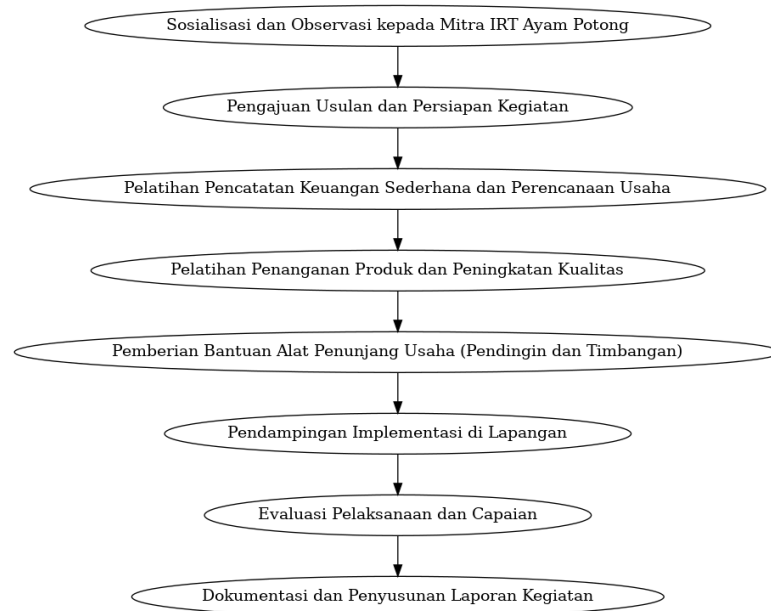 Sosialisasi dan Observasi kepada Mitra IRT Ayam Potong
Pengajuan Usulan dan Persiapan Kegiatan
Pelatihan Pencatatan Keuangan Sederhana dan Perencanaan Usaha
Pelatihan Penanganan Produk dan Peningkatan Kualitas
Pemberian Bantuan Alat Penunjang Usaha (Pendingin dan Timbangan)
Pendampingan Implementasi di Lapangan
Evaluasi Pelaksanaan dan Capaian
Dokumentasi dan Penyusunan Laporan Kegiatan